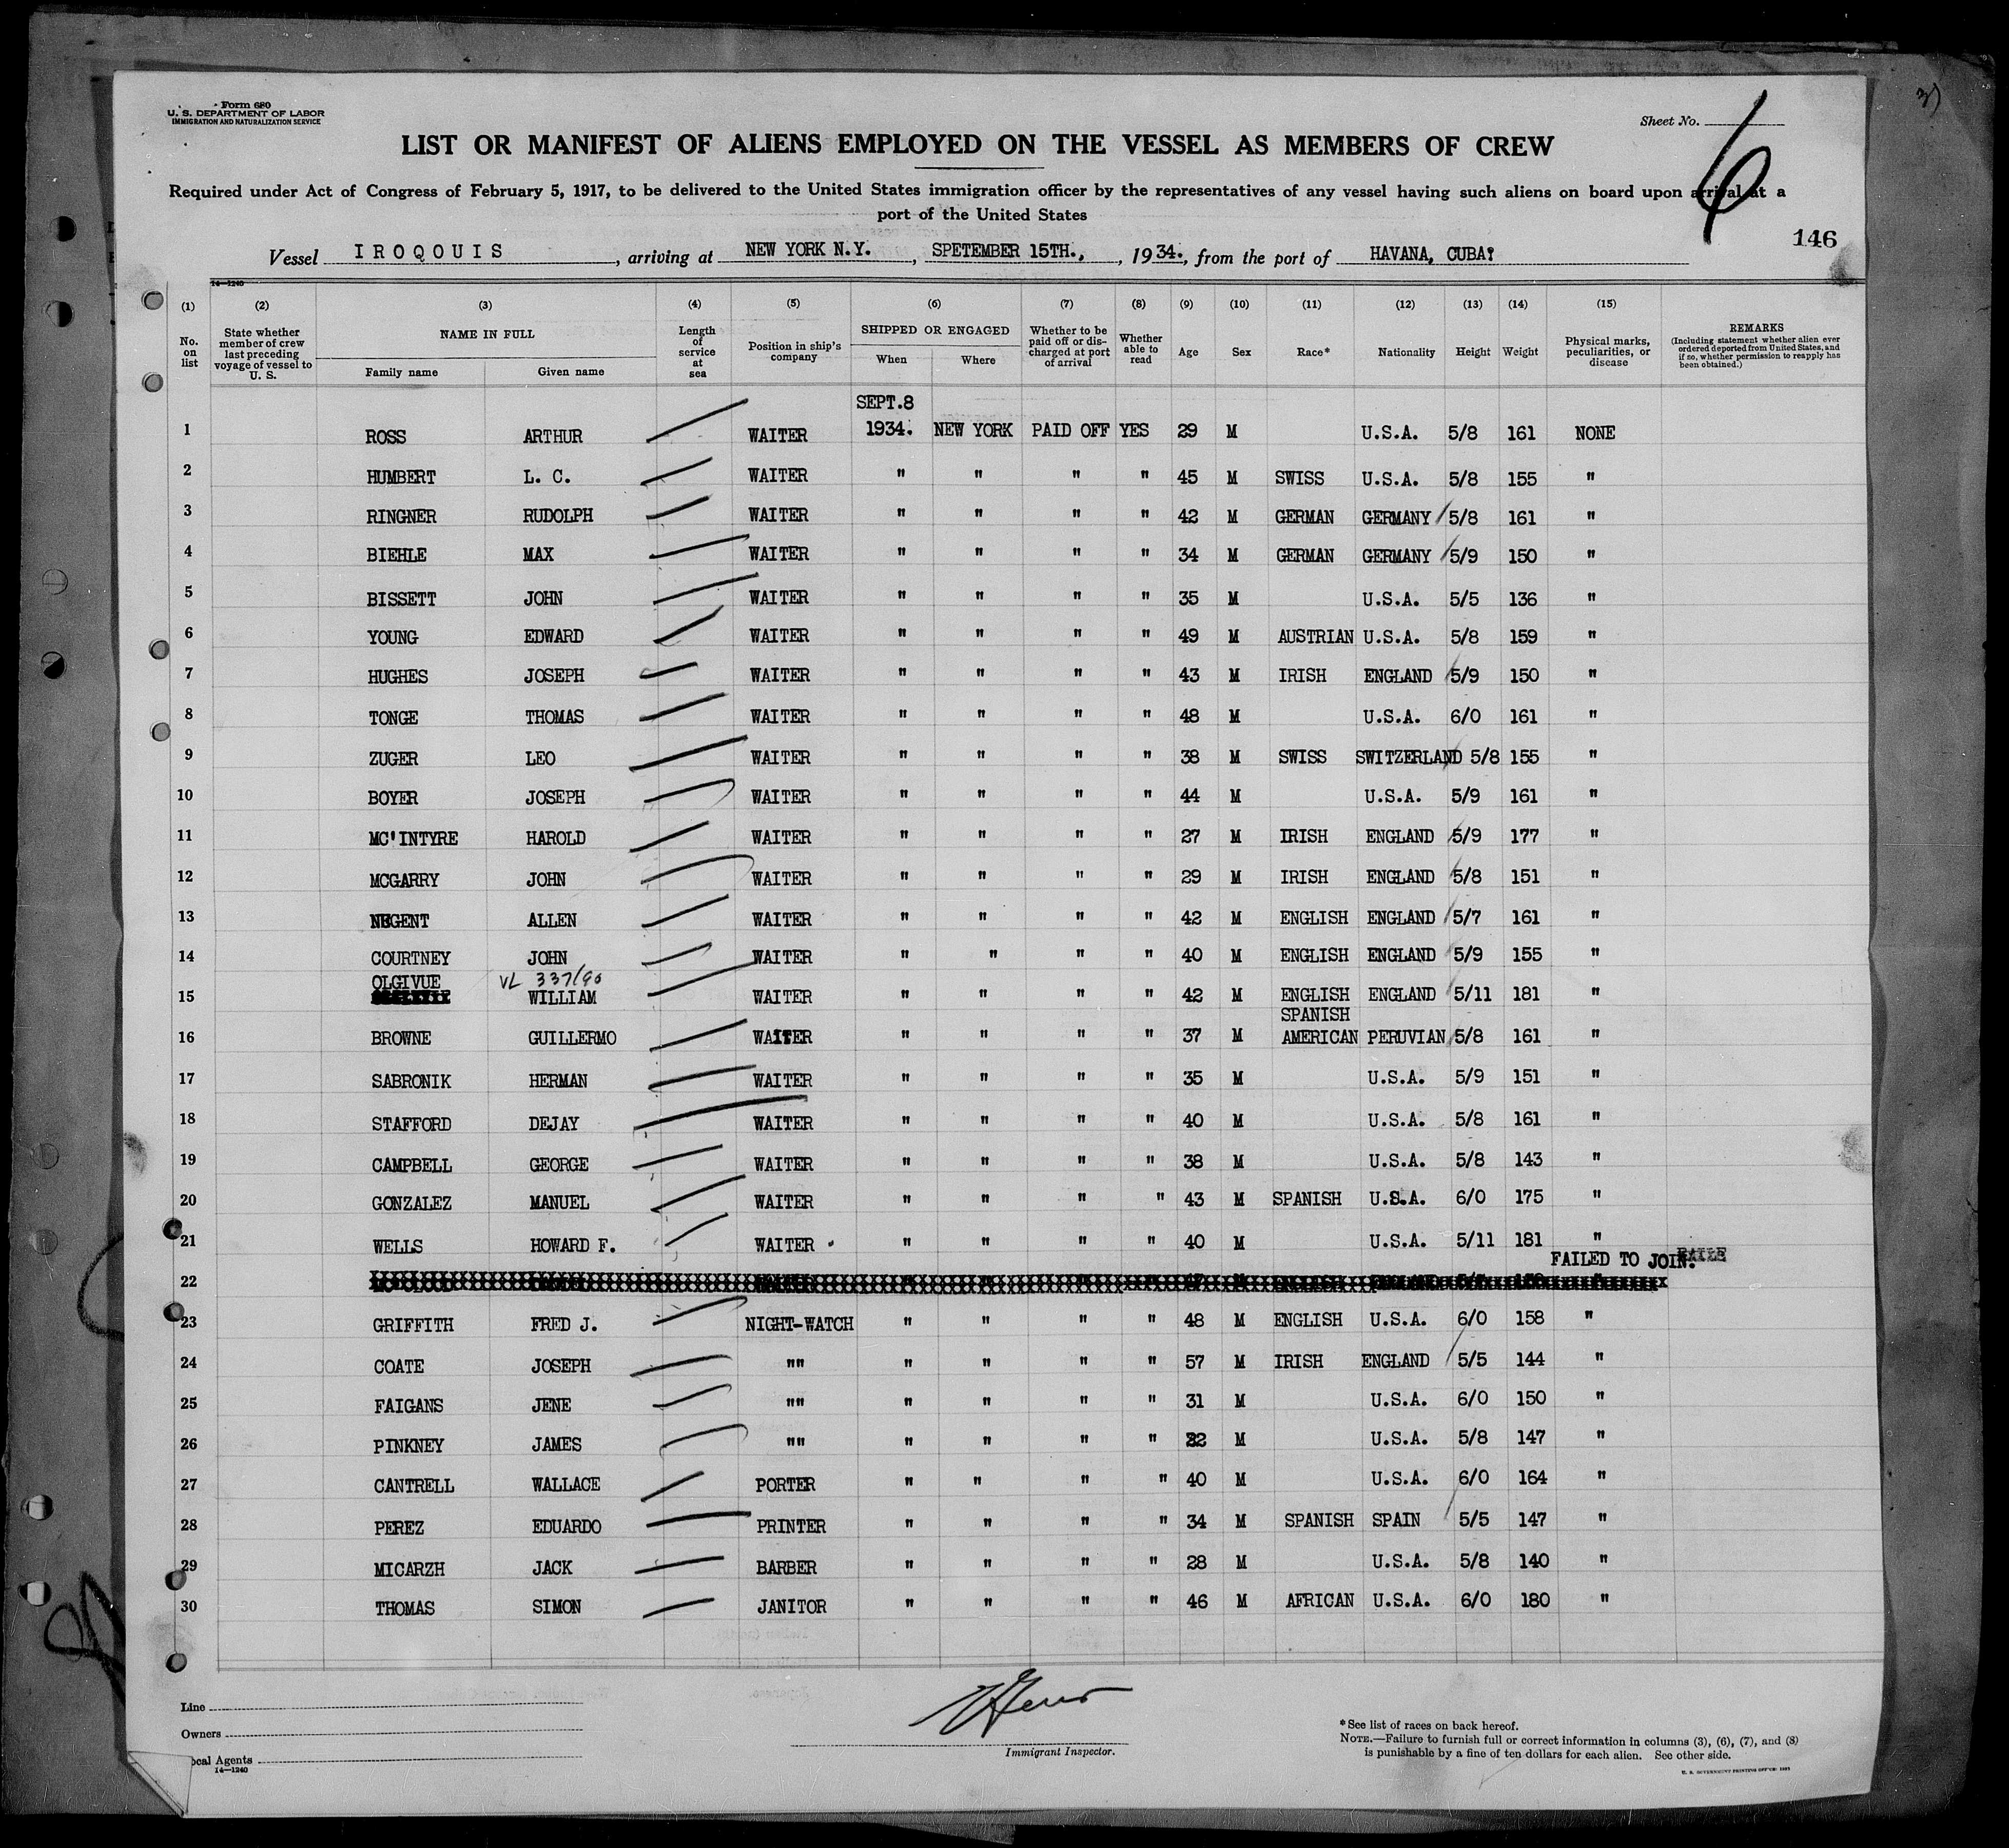 Form 680
U. S. DEPARTMENT OF LABOR
IMMIGRATION AND NATURALIZATION SERVICE
Sheet No. 6
LIST OR MANIFEST OF ALIENS EMPLOYED ON THE VESSEL AS MEMBERS OF CREW
Required under Act of Congress of February 5, 1917, to be delivered to the United States immigration officer by the representatives of any vessel having such aliens on board upon arrival at a
port of the United States
146
Vessel IROQOUIS, arriving at NEW YORK N.Y., SPETEMBER 15TH., , 1934., from the port of HAVANA, CUBA
14—1240
(1) (2) (3) (4) (5) (6) (7) (8) (9) (10) (11) (12) (13) (14) (15)
No. on list State whether member of crew last preceding voyage of vessel to U. S. NAME IN FULL Family name Given name Length of service at sea Position in ship's company SHIPPED OR ENGAGED When Where Whether to be paid off or discharged at port of arrival Whether able to read Age Sex Race* Nationality Height Weight Physical marks, peculiarities, or disease REMARKS (Including statement whether alien ever ordered deported from United States, and if so, whether permission to reapply has been obtained.)
SEPT.8
1 ROSS ARTHUR WAITER 1934. NEW YORK PAID OFF YES 29 M U.S.A. 5/8 161 NONE
2 HUMBERT L. C. WAITER " " " " 45 M SWISS U.S.A. 5/8 155 "
3 RINGNER RUDOLPH WAITER " " " " 42 M GERMAN GERMANY 5/8 161 "
4 BIEHLE MAX WAITER " " " " 34 M GERMAN GERMANY 5/9 150 "
5 BISSETT JOHN WAITER " " " " 35 M U.S.A. 5/5 136 "
6 YOUNG EDWARD WAITER " " " " 49 M AUSTRIAN U.S.A. 5/8 159 "
7 HUGHES JOSEPH WAITER " " " " 43 M IRISH ENGLAND 5/9 150 "
8 TONGE THOMAS WAITER " " " " 48 M U.S.A. 6/0 161 "
9 ZUGER LEO WAITER " " " " 38 M SWISS SWITZERLAND 5/8 155 "
10 BOYER JOSEPH WAITER " " " " 44 M U.S.A. 5/9 161 "
11 MC'INTYRE HAROLD WAITER " " " " 27 M IRISH ENGLAND 5/9 177 "
12 MCGARRY JOHN WAITER " " " " 29 M IRISH ENGLAND 5/8 151 "
13 NEGENT ALLEN WAITER " " " " 42 M ENGLISH ENGLAND 5/7 161 "
14 COURTNEY JOHN WAITER " " " " 40 M ENGLISH ENGLAND 5/9 155 "
OLGIVUE VL 337/90
15 WILLIAM WAITER " " " " 42 M ENGLISH ENGLAND 5/11 181 "
SPANISH
16 BROWNE GUILLERMO WAITER " " " " 37 M AMERICAN PERUVIAN 5/8 161 "
17 SABRONIK HERMAN WAITER " " " " 35 M U.S.A. 5/9 151 "
18 STAFFORD DEJAY WAITER " " " " 40 M U.S.A. 5/8 161 "
19 CAMPBELL GEORGE WAITER " " " " 38 M U.S.A. 5/8 143 "
20 GONZALEZ MANUEL WAITER " " " " 43 M SPANISH U.S.A. 6/0 175 "
21 WELLS HOWARD F. WAITER " " " " 40 M U.S.A. 5/11 181 "
FAILED TO JOIN.
22
23 GRIFFITH FRED J. NIGHT-WATCH " " " " 48 M ENGLISH U.S.A. 6/0 158 "
24 COATE JOSEPH "" " " " " 57 M IRISH ENGLAND 5/5 144 "
25 FAIGANS JENE "" " " " " 31 M U.S.A. 6/0 150 "
26 PINKNEY JAMES "" " " " " 32 M U.S.A. 5/8 147 "
27 CANTRELL WALLACE PORTER " " " " 40 M U.S.A. 6/0 164 "
28 PEREZ EDUARDO PRINTER " " " " 34 M SPANISH SPAIN 5/5 147 "
29 MICARZH JACK BARBER " " " " 28 M U.S.A. 5/8 140 "
30 THOMAS SIMON JANITOR " " " " 46 M AFRICAN U.S.A. 6/0 180 "
Line
Owners
ocal Agents
14—1240
Immigrant Inspector.
*See list of races on back hereof.
NOTE.—Failure to furnish full or correct information in columns (3), (6), (7), and (8)
is punishable by a fine of ten dollars for each alien. See other side.